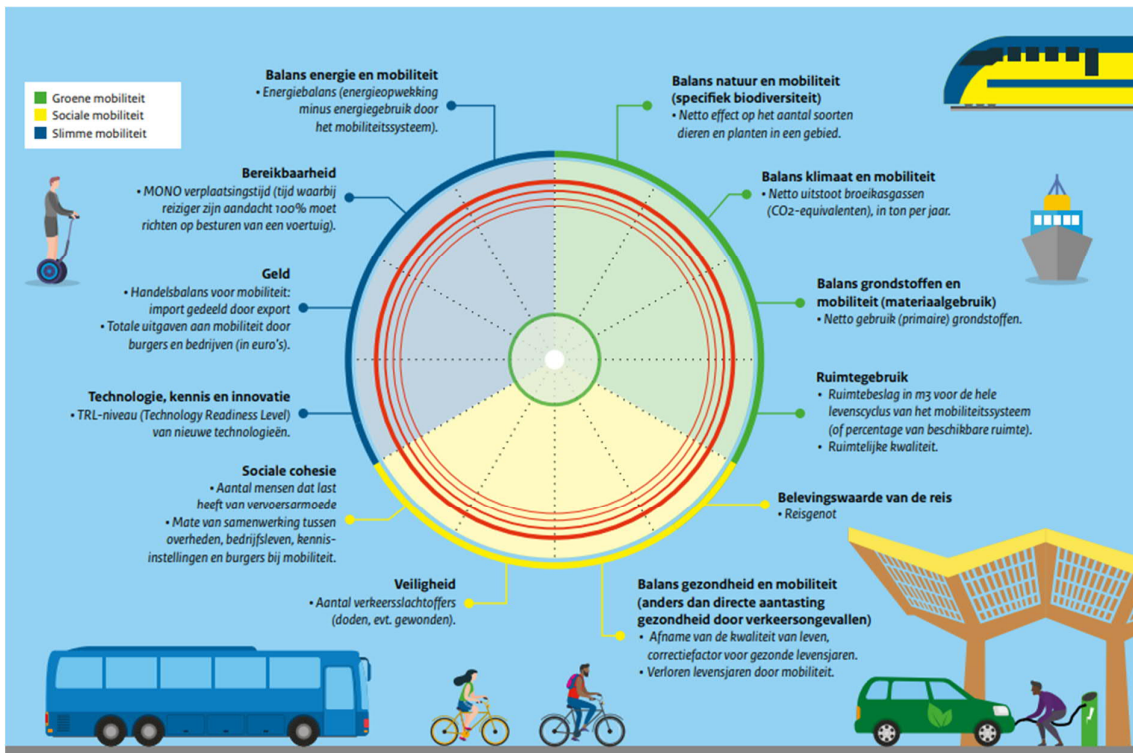 Groene mobiliteit
Sociale mobiliteit
Slimme mobiliteit
Balans energie en mobiliteit
• Energiebalans (energieopwekking
minus energiegebruik door
het mobiliteitssysteem).
Bereikbaarheid
• MONO verplaatsingstijd (tijd waarbij
reiziger zijn aandacht 100% moet
richten op besturen van een voertuig).
Geld
• Handelsbalans voor mobiliteit:
import gedeeld door export
• Totale uitgaven aan mobiliteit door
burgers en bedrijven (in euro's).
Technologie, kennis en innovatie
• TRL-niveau (Technology Readiness Level)
van nieuwe technologieën.
Sociale cohesie
• Aantal mensen dat last
heeft van vervoersarmoede
• Mate van samenwerking tussen
overheden, bedrijfsleven, kennis-
instellingen en burgers bij mobiliteit.
Veiligheid
• Aantal verkeersslachtoffers
(doden, evt. gewonden).
Balans natuur en mobiliteit
(specifiek biodiversiteit)
• Netto effect op het aantal soorten
dieren en planten in een gebied.
Balans klimaat en mobiliteit
• Netto uitstoot broeikasgassen
(CO2-equivalenten), in ton per jaar.
Balans grondstoffen en
mobiliteit (materiaalgebruik)
• Netto gebruik (primaire) grondstoffen.
Ruimtegebruik
• Ruimtebeslag in m3 voor de hele
levenscyclus van het mobiliteitssysteem
(of percentage van beschikbare ruimte).
• Ruimtelijke kwaliteit.
Belevingswaarde van de reis
• Reisgenot
Balans gezondheid en mobiliteit
(anders dan directe aantasting
gezondheid door verkeersongevallen)
• Afname van de kwaliteit van leven,
correctiefactor voor gezonde levensjaren.
• Verloren levensjaren door mobiliteit.